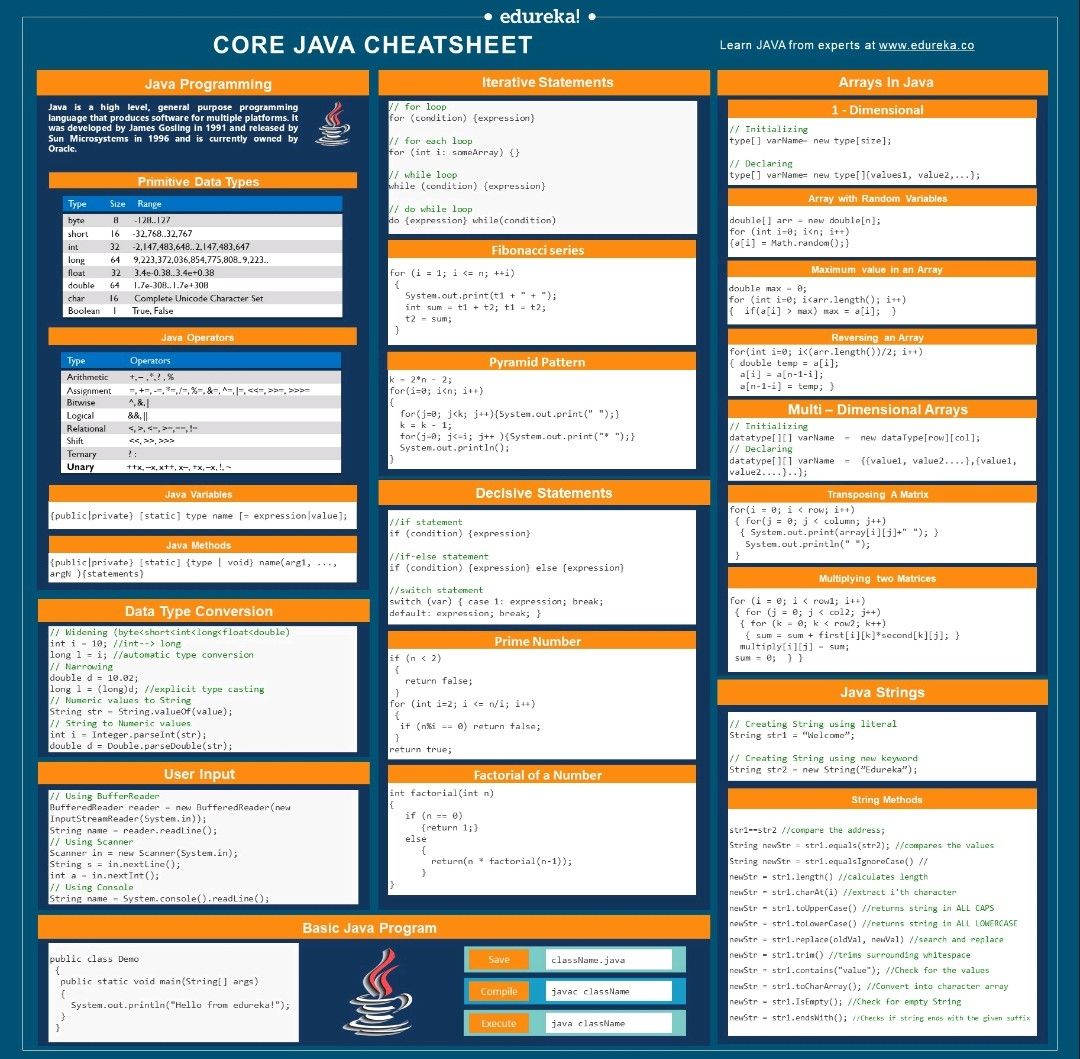 edureka!
CORE JAVA CHEATSHEET
Learn JAVA from experts at www.edureka.co
Java Programming
Java is a high level, general purpose programming
language that produces software for multiple platforms. It
was developed by James Gosling in 1991 and released by
Sun Microsystems in 1996 and is currently owned by
Oracle.
Primitive Data Types
Type Size Range
byte 8 -128..127
short 16 -32,768..32,767
int 32 -2,147,483,648..2,147,483,647
long 64 9,223,372,036,854,775,808..9,223..
float 32 3.4e-0.38..3.4e+0.38
double 64 1.7e-308..1.7e+308
char 16 Complete Unicode Character Set
Boolean 1 True, False
Java Operators
Type Operators
Arithmetic +,– ,*,? , %
Assignment =, +=, -=, *=, /=, %=, &=, ^=, |=, <<=, >>=, >>>=
Bitwise ^, &, |
Logical &&, ||
Relational <, >, <=, >=,==, !=
Shift <<, >>, >>>
Ternary ? :
Unary ++x, –x, x++, x–, +x, –x, !, ~
Java Variables
{public|private} [static] type name [= expression|value];
Java Methods
{public|private} [static] {type | void} name(arg1, ...,
argN ){statements}
Data Type Conversion
// Widening (byte<short<int<long<float<double)
int i = 10; //int--> long
long l = i; //automatic type conversion
// Narrowing
double d = 10.02;
long l = (long)d; //explicit type casting
// Numeric values to String
String str = String.valueOf(value);
// String to Numeric values
int i = Integer.parseInt(str);
double d = Double.parseDouble(str);
User Input
// Using BufferReader
BufferedReader reader = new BufferedReader(new
InputStreamReader(System.in));
String name = reader.readLine();
// Using Scanner
Scanner in = new Scanner(System.in);
String s = in.nextLine();
int a = in.nextInt();
// Using Console
String name = System.console().readLine();
Iterative Statements
// for loop
for (condition) {expression}
// for each loop
for (int i: someArray) {}
// while loop
while (condition) {expression}
// do while loop
do {expression} while(condition)
Fibonacci series
for (i = 1; i <= n; ++i)
{
System.out.print(t1 + " + ");
int sum = t1 + t2; t1 = t2;
t2 = sum;
}
Pyramid Pattern
k = 2*n - 2;
for(i=0; i<n; i++)
{
for(j=0; j<k; j++){System.out.print(" ");}
k = k - 1;
for(j=0; j<=i; j++ ){System.out.print("* ");}
System.out.println();
}
Decisive Statements
//if statement
if (condition) {expression}
//if-else statement
if (condition) {expression} else {expression}
//switch statement
switch (var) { case 1: expression; break;
default: expression; break; }
Prime Number
if (n < 2)
{
return false;
}
for (int i=2; i <= n/i; i++)
{
if (n%i == 0) return false;
}
return true;
Factorial of a Number
int factorial(int n)
{
if (n == 0)
{return 1;}
else
{
return(n * factorial(n-1));
}
}
Arrays In Java
1 - Dimensional
// Initializing
type[] varName= new type[size];
// Declaring
type[] varName= new type[]{values1, value2,...};
Array with Random Variables
double[] arr = new double[n];
for (int i=0; i<n; i++)
{a[i] = Math.random();}
Maximum value in an Array
double max = 0;
for (int i=0; i<arr.length(); i++)
{ if(a[i] > max) max = a[i]; }
Reversing an Array
for(int i=0; i<(arr.length())/2; i++)
{ double temp = a[i];
a[i] = a[n-1-i];
a[n-1-i] = temp; }
Multi – Dimensional Arrays
// Initializing
datatype[][] varName = new dataType[row][col];
// Declaring
datatype[][] varName = {{value1, value2....},{value1,
value2....}..};
Transposing A Matrix
for(i = 0; i < row; i++)
{ for(j = 0; j < column; j++)
{ System.out.print(array[i][j]+" "); }
System.out.println(" ");
}
Multiplying two Matrices
for (i = 0; i < row1; i++)
{ for (j = 0; j < col2; j++)
{ for (k = 0; k < row2; k++)
{ sum = sum + first[i][k]*second[k][j]; }
multiply[i][j] = sum;
sum = 0; } }
Java Strings
// Creating String using literal
String str1 = “Welcome”;
// Creating String using new keyword
String str2 = new String(”Edureka”);
String Methods
str1==str2 //compare the address;
String newStr = str1.equals(str2); //compares the values
String newStr = str1.equalsIgnoreCase() //
newStr = str1.length() //calculates length
newStr = str1.charAt(i) //extract i'th character
newStr = str1.toUpperCase() //returns string in ALL CAPS
newStr = str1.toLowerCase() //returns string in ALL LOWERCASE
newStr = str1.replace(oldVal, newVal) //search and replace
newStr = str1.trim() //trims surrounding whitespace
newStr = str1.contains("value"); //Check for the values
newStr = str1.toCharArray(); //Convert into character array
newStr = str1.IsEmpty(); //Check for empty String
newStr = str1.endsWith(); //Checks if string ends with the given suffix
Basic Java Program
public class Demo
{
public static void main(String[] args)
{
System.out.println("Hello from edureka!");
}
}
Save className.java
Compile javac className
Execute java className